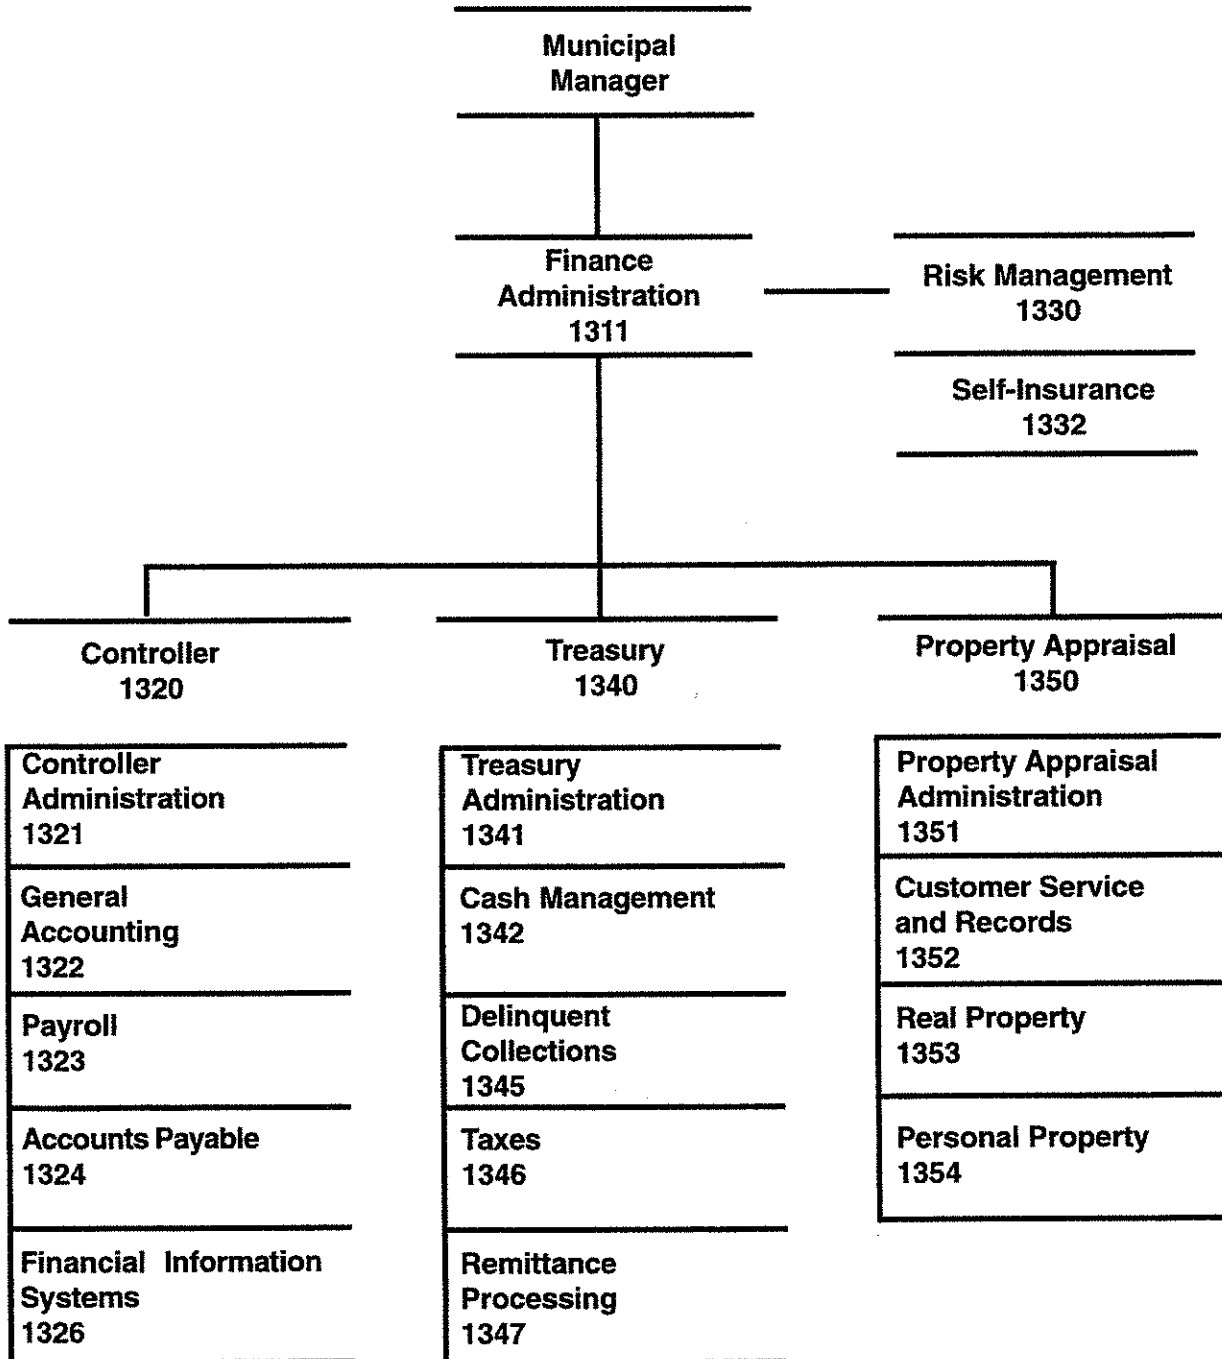 Municipal
Manager
Finance
Administration
1311
Risk Management
1330
Self-Insurance
1332
Controller
1320
Treasury
1340
Property Appraisal
1350
Controller
Administration
1321
General
Accounting
1322
Payroll
1323
Accounts Payable
1324
Financial Information
Systems
1326
Treasury
Administration
1341
Cash Management
1342
Delinquent
Collections
1345
Taxes
1346
Remittance
Processing
1347
Property Appraisal
Administration
1351
Customer Service
and Records
1352
Real Property
1353
Personal Property
1354